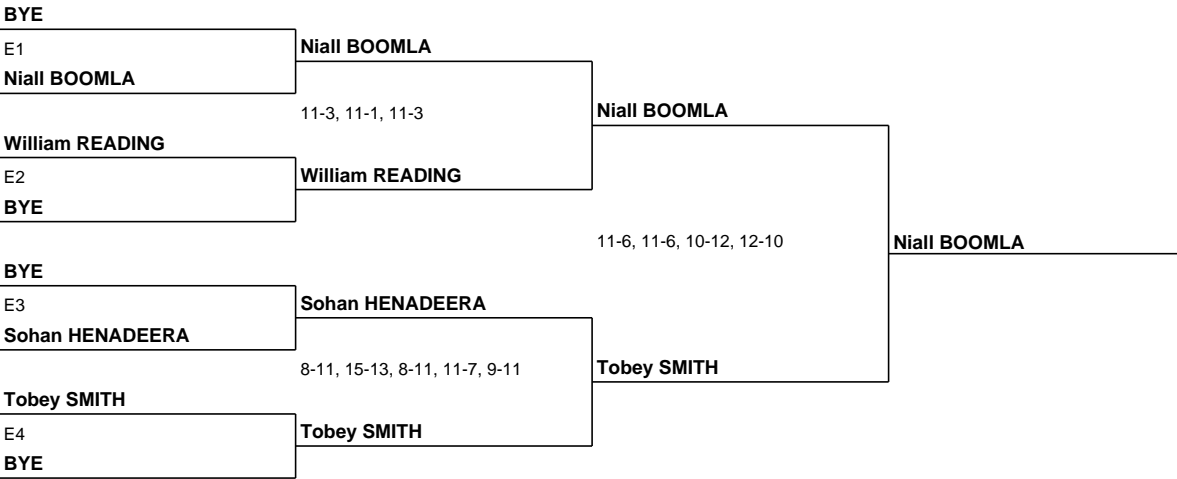 BYE
E1
Niall BOOMLA
Niall BOOMLA
11-3, 11-1, 11-3
Niall BOOMLA
William READING
E2
William READING
BYE
11-6, 11-6, 10-12, 12-10
Niall BOOMLA
BYE
E3
Sohan HENADEERA
Sohan HENADEERA
8-11, 15-13, 8-11, 11-7, 9-11
Tobey SMITH
Tobey SMITH
E4
Tobey SMITH
BYE